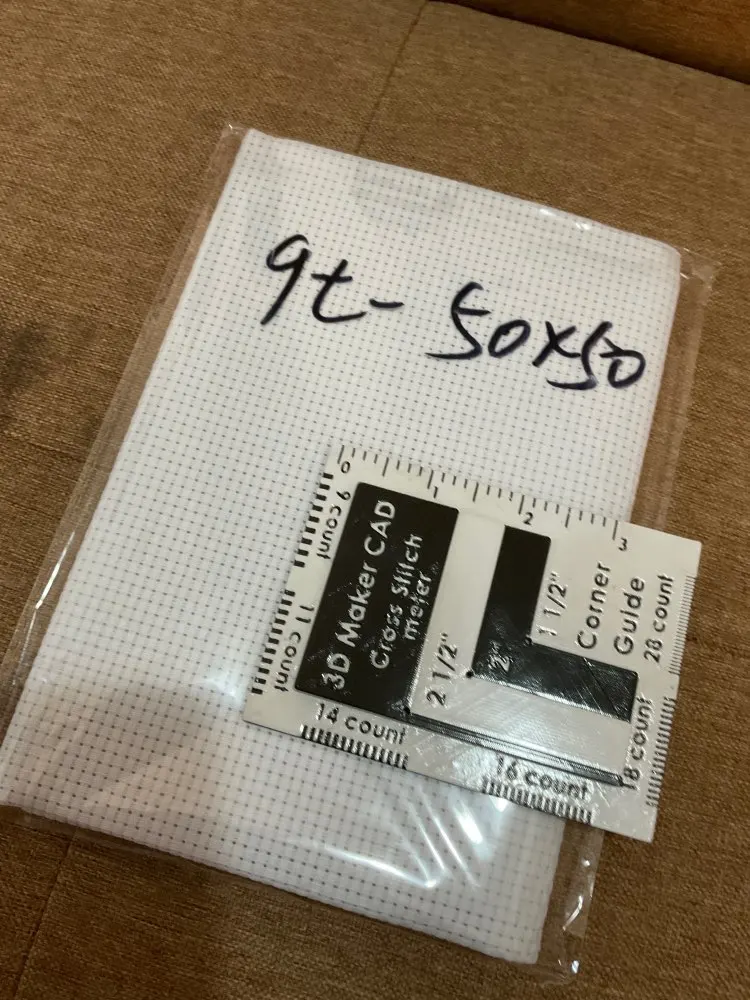 9t- 50x50
0 1 2 3
9 count
11 count
3D Maker CAD
Cross Stitch
meter
2 1/2"
2"
1 1/2"
Corner
Guide
28 count
14 count
16 count
18 count